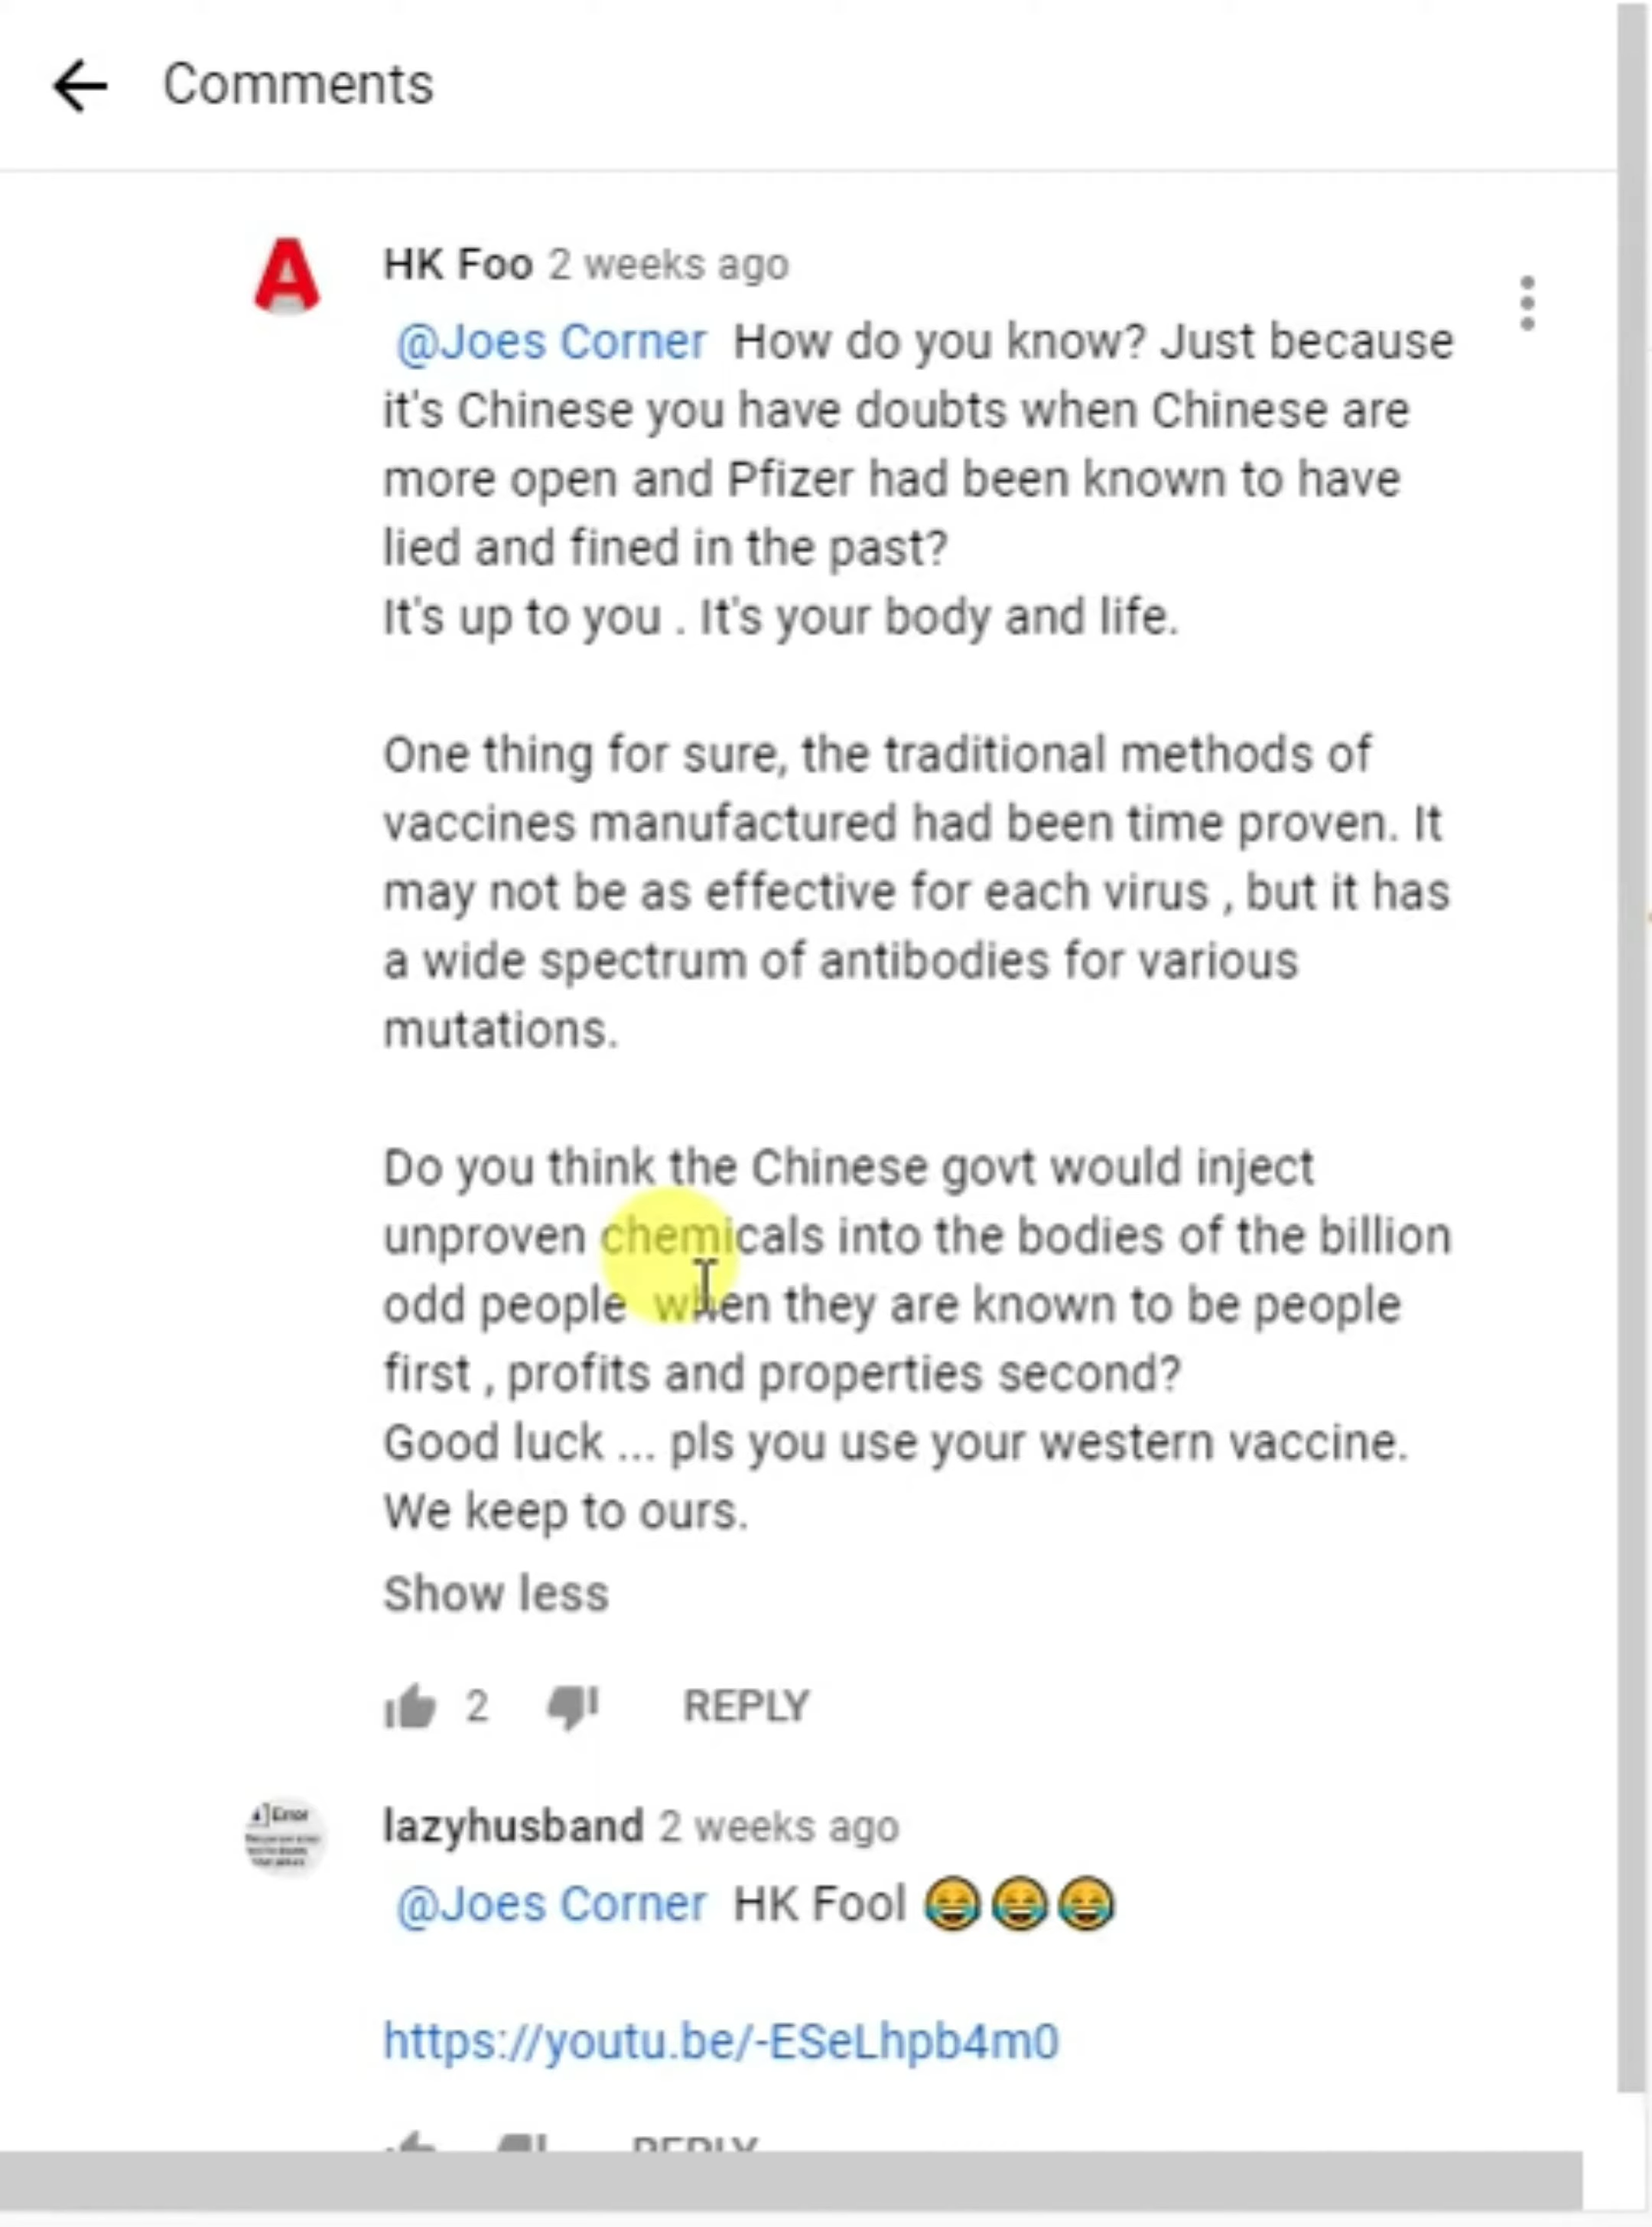 Comments
HK Foo 2 weeks ago
@Joes Corner How do you know? Just because
it's Chinese you have doubts when Chinese are
more open and Pfizer had been known to have
lied and fined in the past?
It's up to you . It's your body and life.
One thing for sure, the traditional methods of
vaccines manufactured had been time proven. It
may not be as effective for each virus , but it has
a wide spectrum of antibodies for various
mutations.
Do you think the Chinese govt would inject
unproven chemicals into the bodies of the billion
odd people when they are known to be people
first , profits and properties second?
Good luck ... pls you use your western vaccine.
We keep to ours.
Show less
2 REPLY
lazyhusband 2 weeks ago
@Joes Corner HK Fool 😂😂😂
https://youtu.be/-ESeLhpb4m0
REPLY